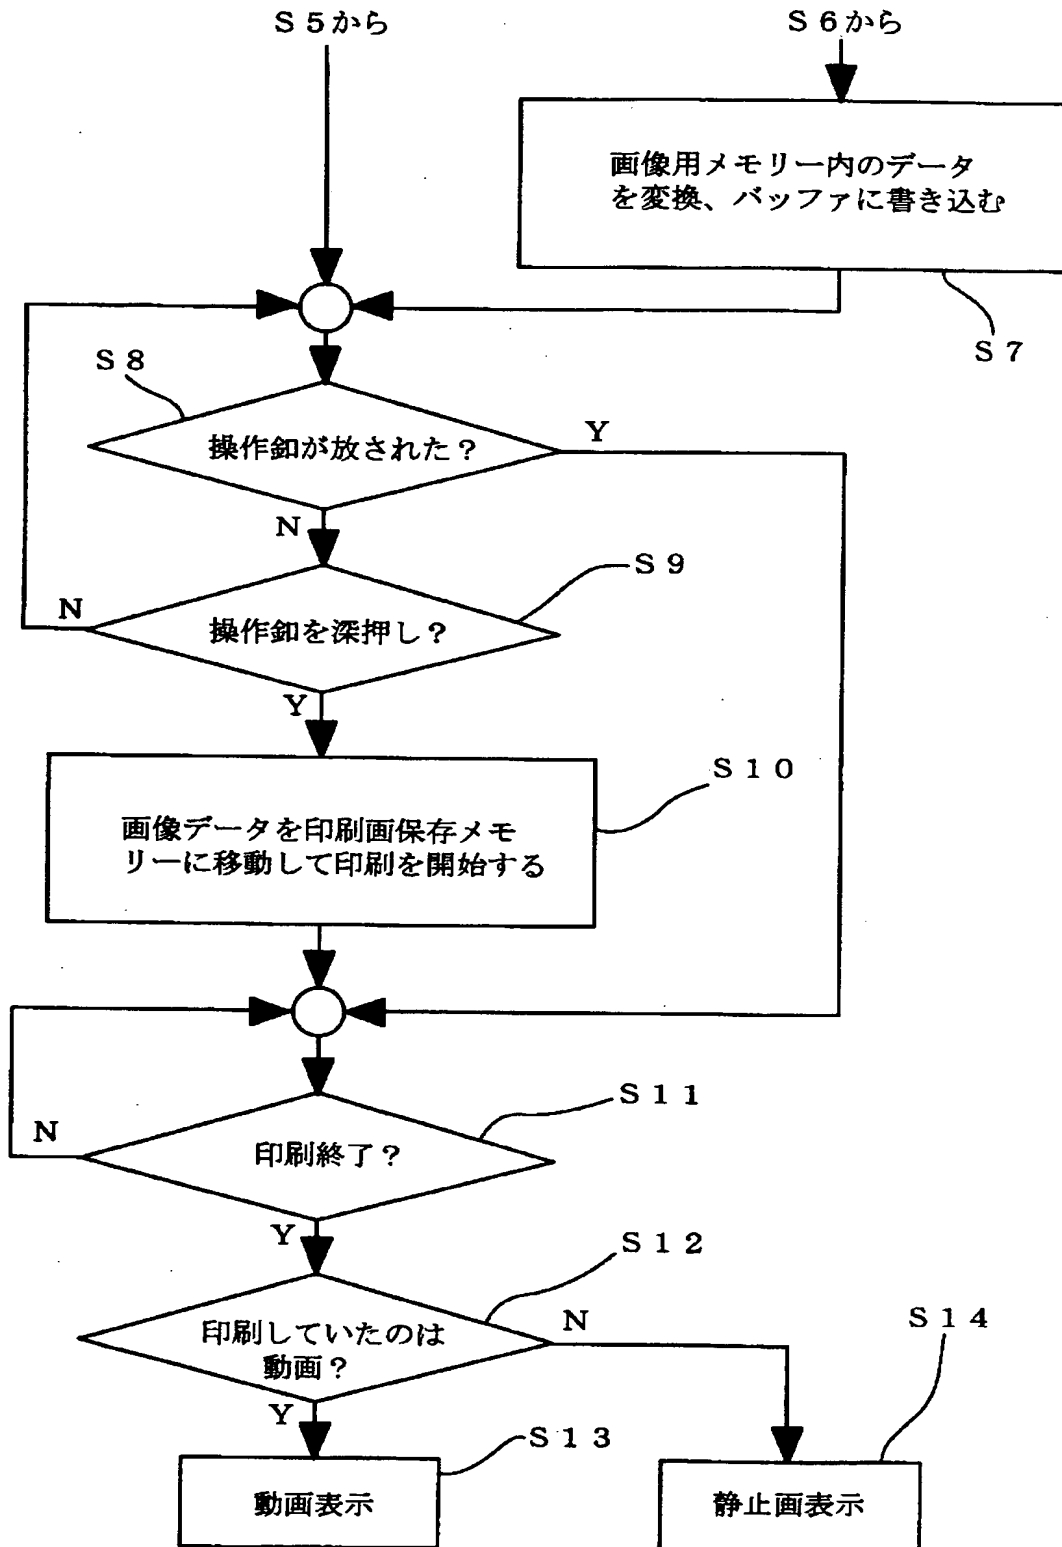 S5から
S6から
画像用メモリー内のデータ
を変換、バッファに書き込む
S7
S8
操作釦が放された?
Y
N
S9
操作釦を深押し?
N
Y
S10
画像データを印刷画保存メモ
リーに移動して印刷を開始する
S11
印刷終了?
N
Y
S12
印刷していたのは
動画?
N
S14
Y
S13
動画表示
静止画表示